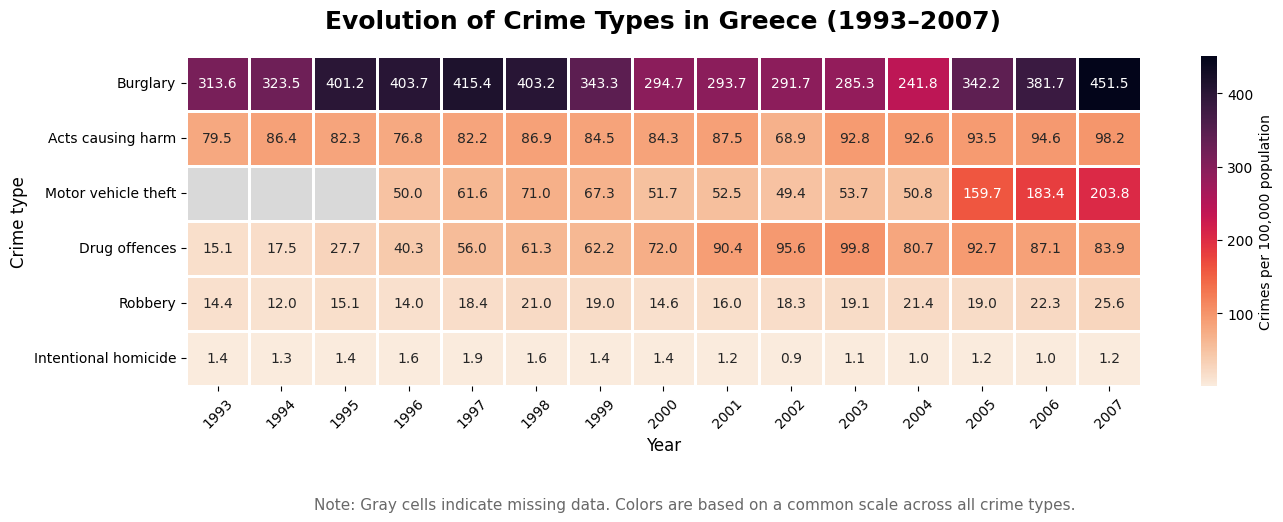 Evolution of Crime Types in Greece (1993–2007)
Crime type
Burglary 313.6 323.5 401.2 403.7 415.4 403.2 343.3 294.7 293.7 291.7 285.3 241.8 342.2 381.7 451.5
Acts causing harm 79.5 86.4 82.3 76.8 82.2 86.9 84.5 84.3 87.5 68.9 92.8 92.6 93.5 94.6 98.2
Motor vehicle theft 50.0 61.6 71.0 67.3 51.7 52.5 49.4 53.7 50.8 159.7 183.4 203.8
Drug offences 15.1 17.5 27.7 40.3 56.0 61.3 62.2 72.0 90.4 95.6 99.8 80.7 92.7 87.1 83.9
Robbery 14.4 12.0 15.1 14.0 18.4 21.0 19.0 14.6 16.0 18.3 19.1 21.4 19.0 22.3 25.6
Intentional homicide 1.4 1.3 1.4 1.6 1.9 1.6 1.4 1.4 1.2 0.9 1.1 1.0 1.2 1.0 1.2
1993 1994 1995 1996 1997 1998 1999 2000 2001 2002 2003 2004 2005 2006 2007
Year
400
300
200
100
Crimes per 100,000 population
Note: Gray cells indicate missing data. Colors are based on a common scale across all crime types.